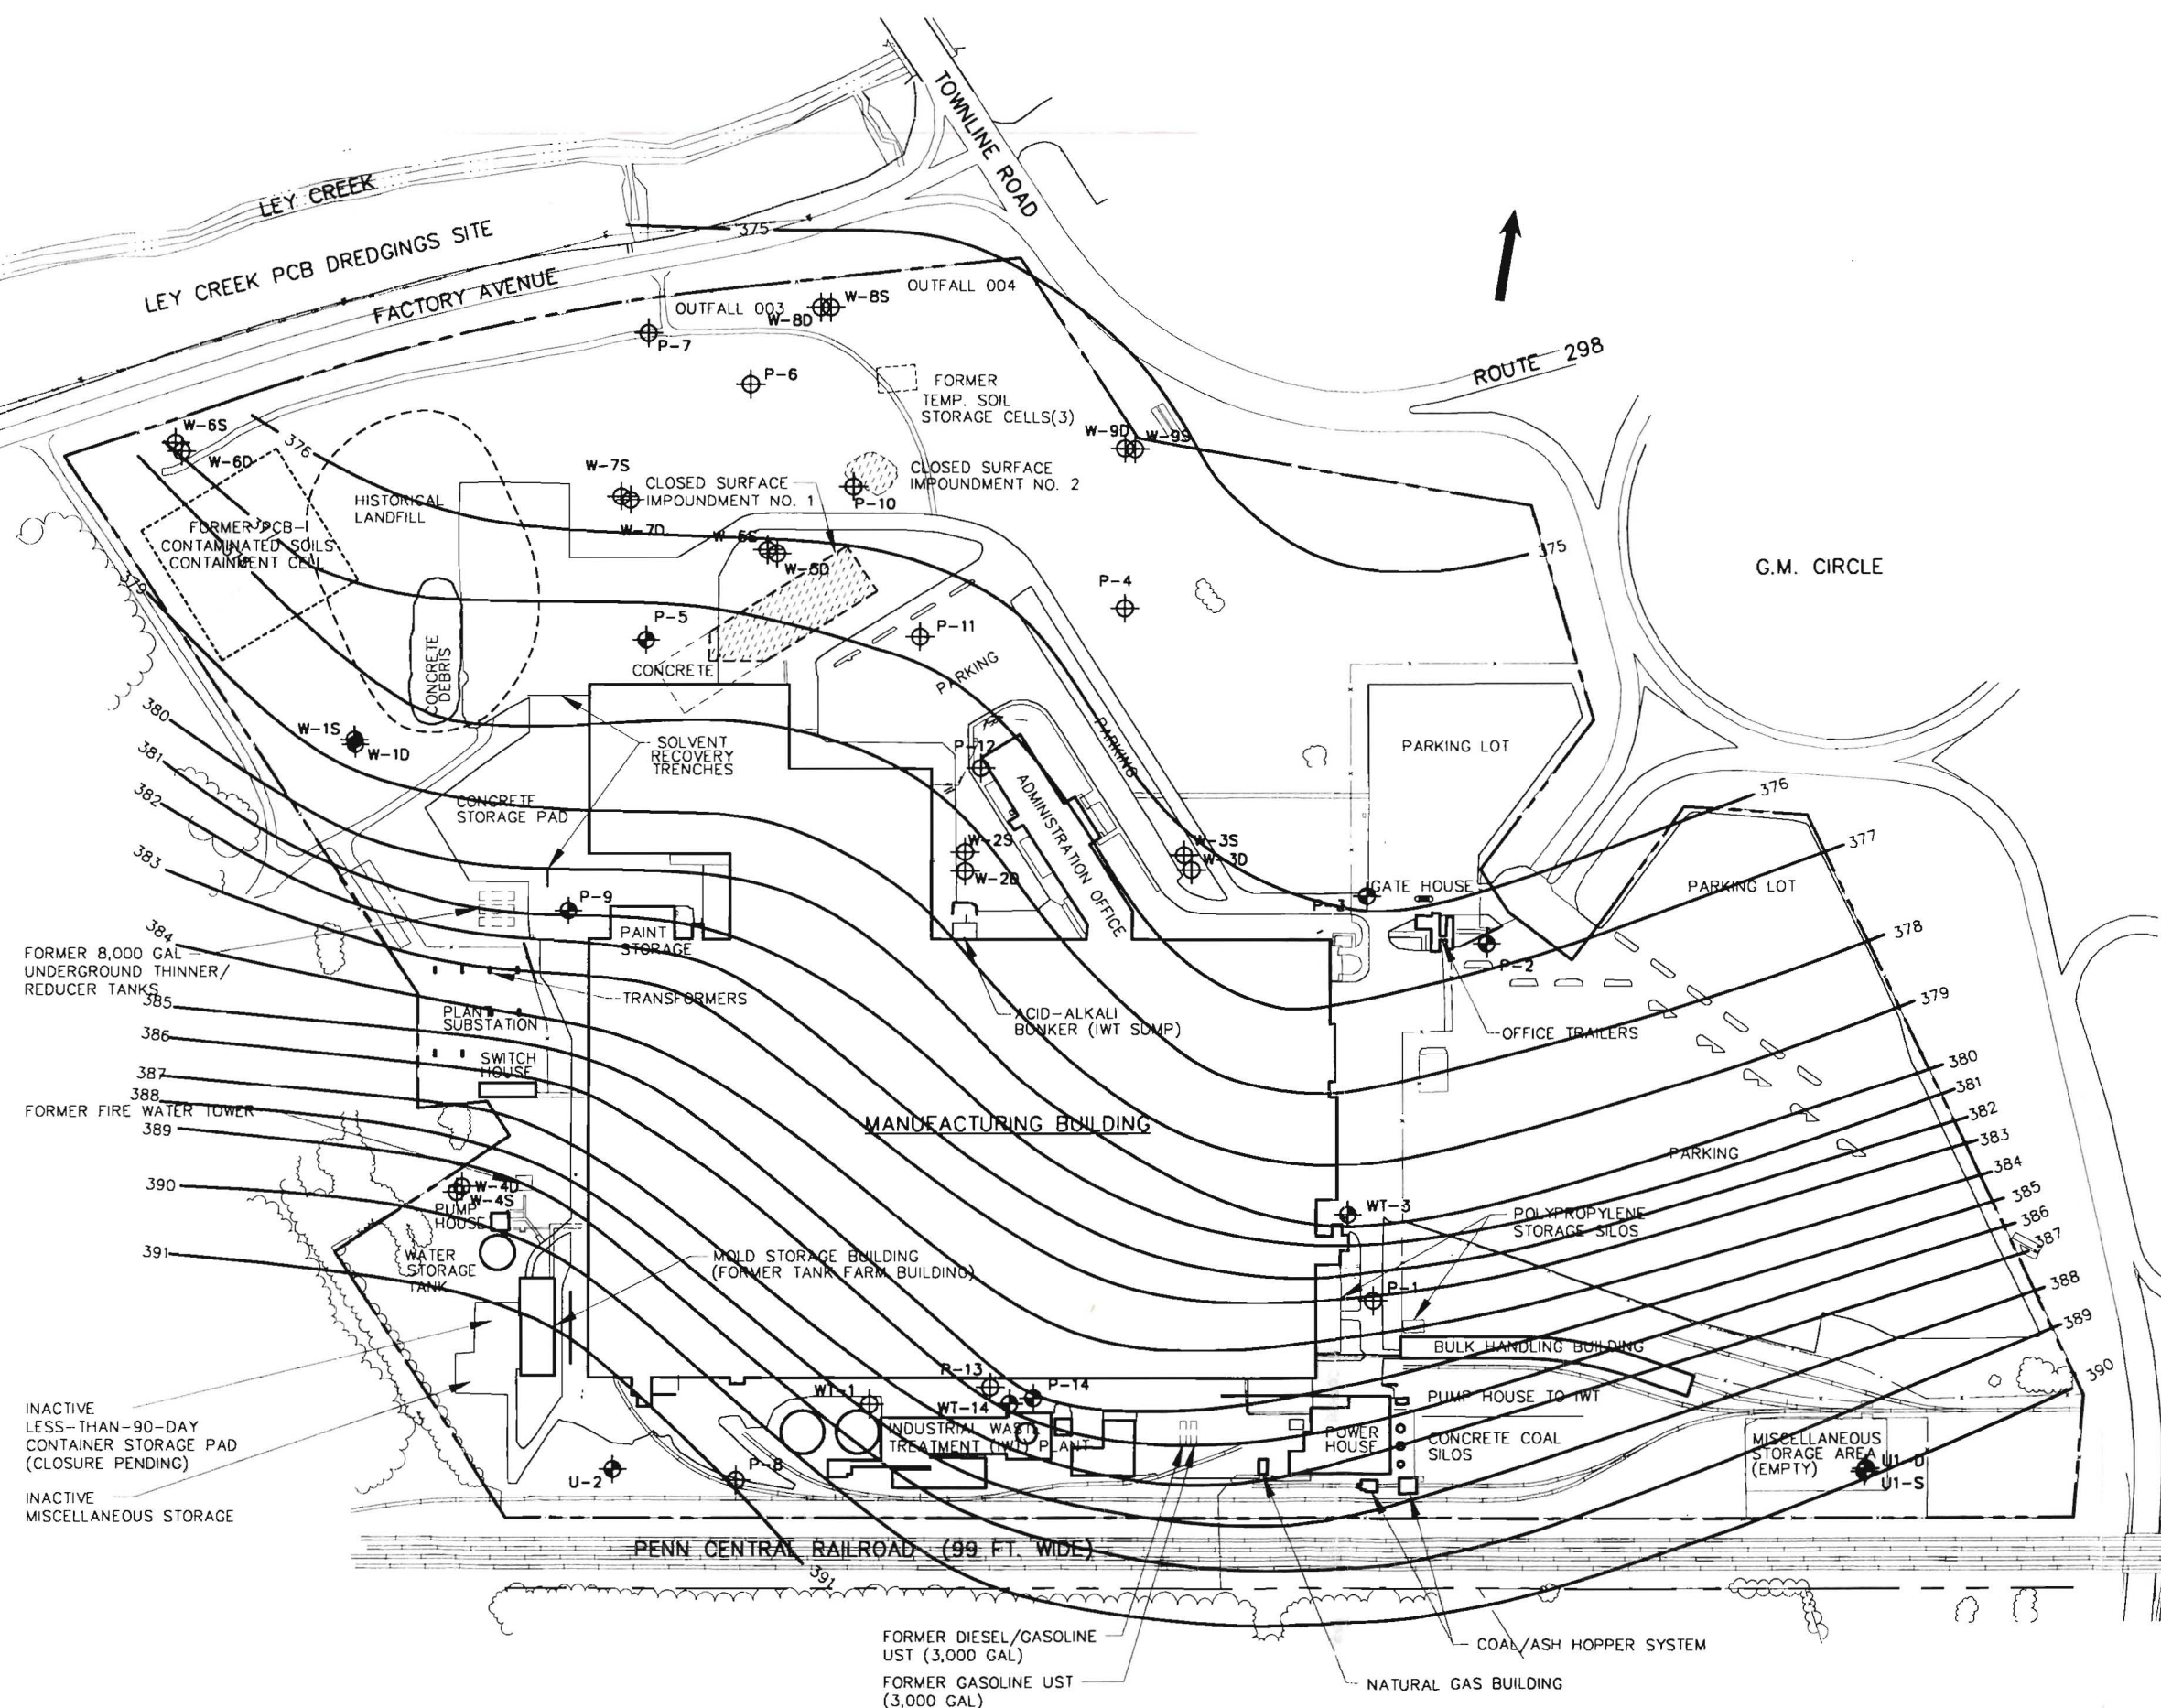 TOWNLINE ROAD
LEY CREEK
LEY CREEK PCB DREDGINGS SITE
FACTORY AVENUE
375
OUTFALL 003
OUTFALL 004
W-8S
W-8D
P-7
P-6
ROUTE 298
FORMER
TEMP. SOIL
STORAGE CELLS(3)
W-6S
W-6D
376
W-9D
W-9S
HISTORICAL
LANDFILL
W-7S
W-7D
CLOSED SURFACE
IMPOUNDMENT NO. 1
CLOSED SURFACE
IMPOUNDMENT NO. 2
P-10
FORMER PCB-
CONTAMINATED SOILS
CONTAINMENT CELL
W-5S
W-5D
375
G.M. CIRCLE
379
P-4
P-5
P-11
CONCRETE
CONCRETE
DEBRIS
PARKING
PARKING
380
381
382
383
384
385
386
387
388
389
390
391
W-1S
W-1D
SOLVENT
RECOVERY
TRENCHES
P-12
ADMINISTRATION OFFICE
PARKING LOT
CONCRETE
STORAGE PAD
W-2S
W-2D
W-3S
W-3D
376
377
378
379
380
381
382
383
384
385
386
387
388
389
390
P-9
PAINT
STORAGE
P-3
GATE HOUSE
PARKING LOT
P-2
FORMER 8,000 GAL
UNDERGROUND THINNER/
REDUCER TANKS
TRANSFORMERS
PLANT
SUBSTATION
ACID-ALKALI
BUNKER (IWT SUMP)
OFFICE TRAILERS
SWITCH
HOUSE
FORMER FIRE WATER TOWER
MANUFACTURING BUILDING
PARKING
W-4D
W-4S
PUMP
HOUSE
WATER
STORAGE
TANK
WT-3
POLYPROPYLENE
STORAGE SILOS
MOLD STORAGE BUILDING
(FORMER TANK FARM BUILDING)
P-1
BULK HANDLING BUILDING
P-13
P-14
WT-1
WT-14
PUMP HOUSE TO IWT
INDUSTRIAL WASTE
TREATMENT (IWT) PLANT
POWER
HOUSE
CONCRETE COAL
SILOS
MISCELLANEOUS
STORAGE AREA
(EMPTY)
U1-D
U1-S
INACTIVE
LESS-THAN-90-DAY
CONTAINER STORAGE PAD
(CLOSURE PENDING)
INACTIVE
MISCELLANEOUS STORAGE
U-2
P-8
PENN CENTRAL RAILROAD (99 FT. WIDE)
391
FORMER DIESEL/GASOLINE
UST (3,000 GAL)
FORMER GASOLINE UST
(3,000 GAL)
COAL/ASH HOPPER SYSTEM
NATURAL GAS BUILDING